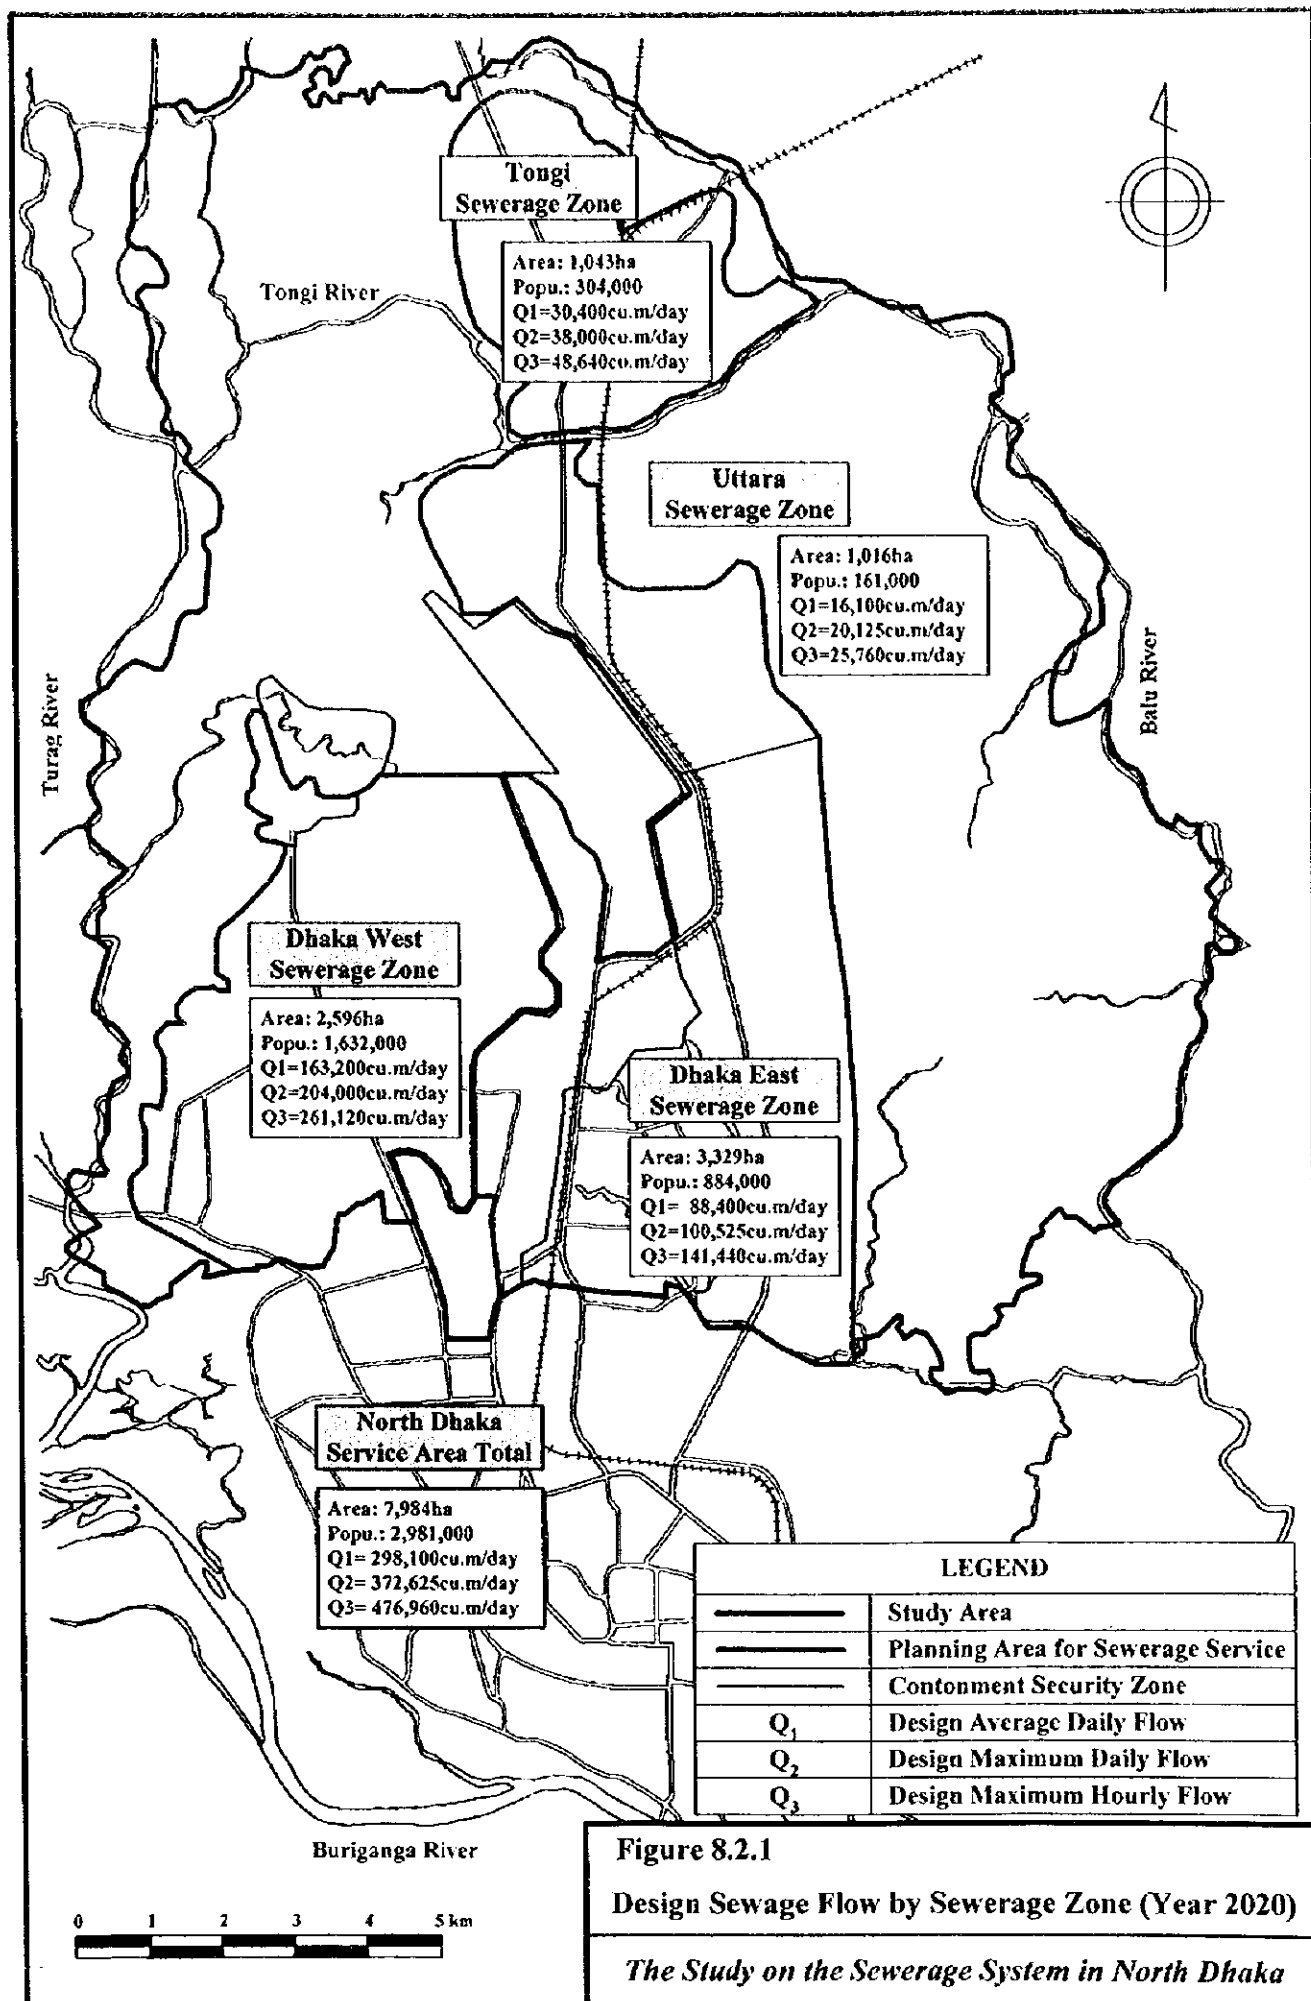 Tongi
Sewerage Zone
Area: 1,043ha
Popu.: 304,000
Q1=30,400cu.m/day
Q2=38,000cu.m/day
Q3=48,640cu.m/day
Tongi River
Uttara
Sewerage Zone
Area: 1,016ha
Popu.: 161,000
Q1=16,100cu.m/day
Q2=20,125cu.m/day
Q3=25,760cu.m/day
Turag River
Balu River
Dhaka West
Sewerage Zone
Area: 2,596ha
Popu.: 1,632,000
Q1=163,200cu.m/day
Q2=204,000cu.m/day
Q3=261,120cu.m/day
Dhaka East
Sewerage Zone
Area: 3,329ha
Popu.: 884,000
Q1= 88,400cu.m/day
Q2=100,525cu.m/day
Q3=141,440cu.m/day
North Dhaka
Service Area Total
Area: 7,984ha
Popu.: 2,981,000
Q1= 298,100cu.m/day
Q2= 372,625cu.m/day
Q3= 476,960cu.m/day
LEGEND
Study Area
Planning Area for Sewerage Service
Contonment Security Zone
Q1 Design Average Daily Flow
Q2 Design Maximum Daily Flow
Q3 Design Maximum Hourly Flow
Buriganga River
0 1 2 3 4 5 km
Figure 8.2.1
Design Sewage Flow by Sewerage Zone (Year 2020)
The Study on the Sewerage System in North Dhaka